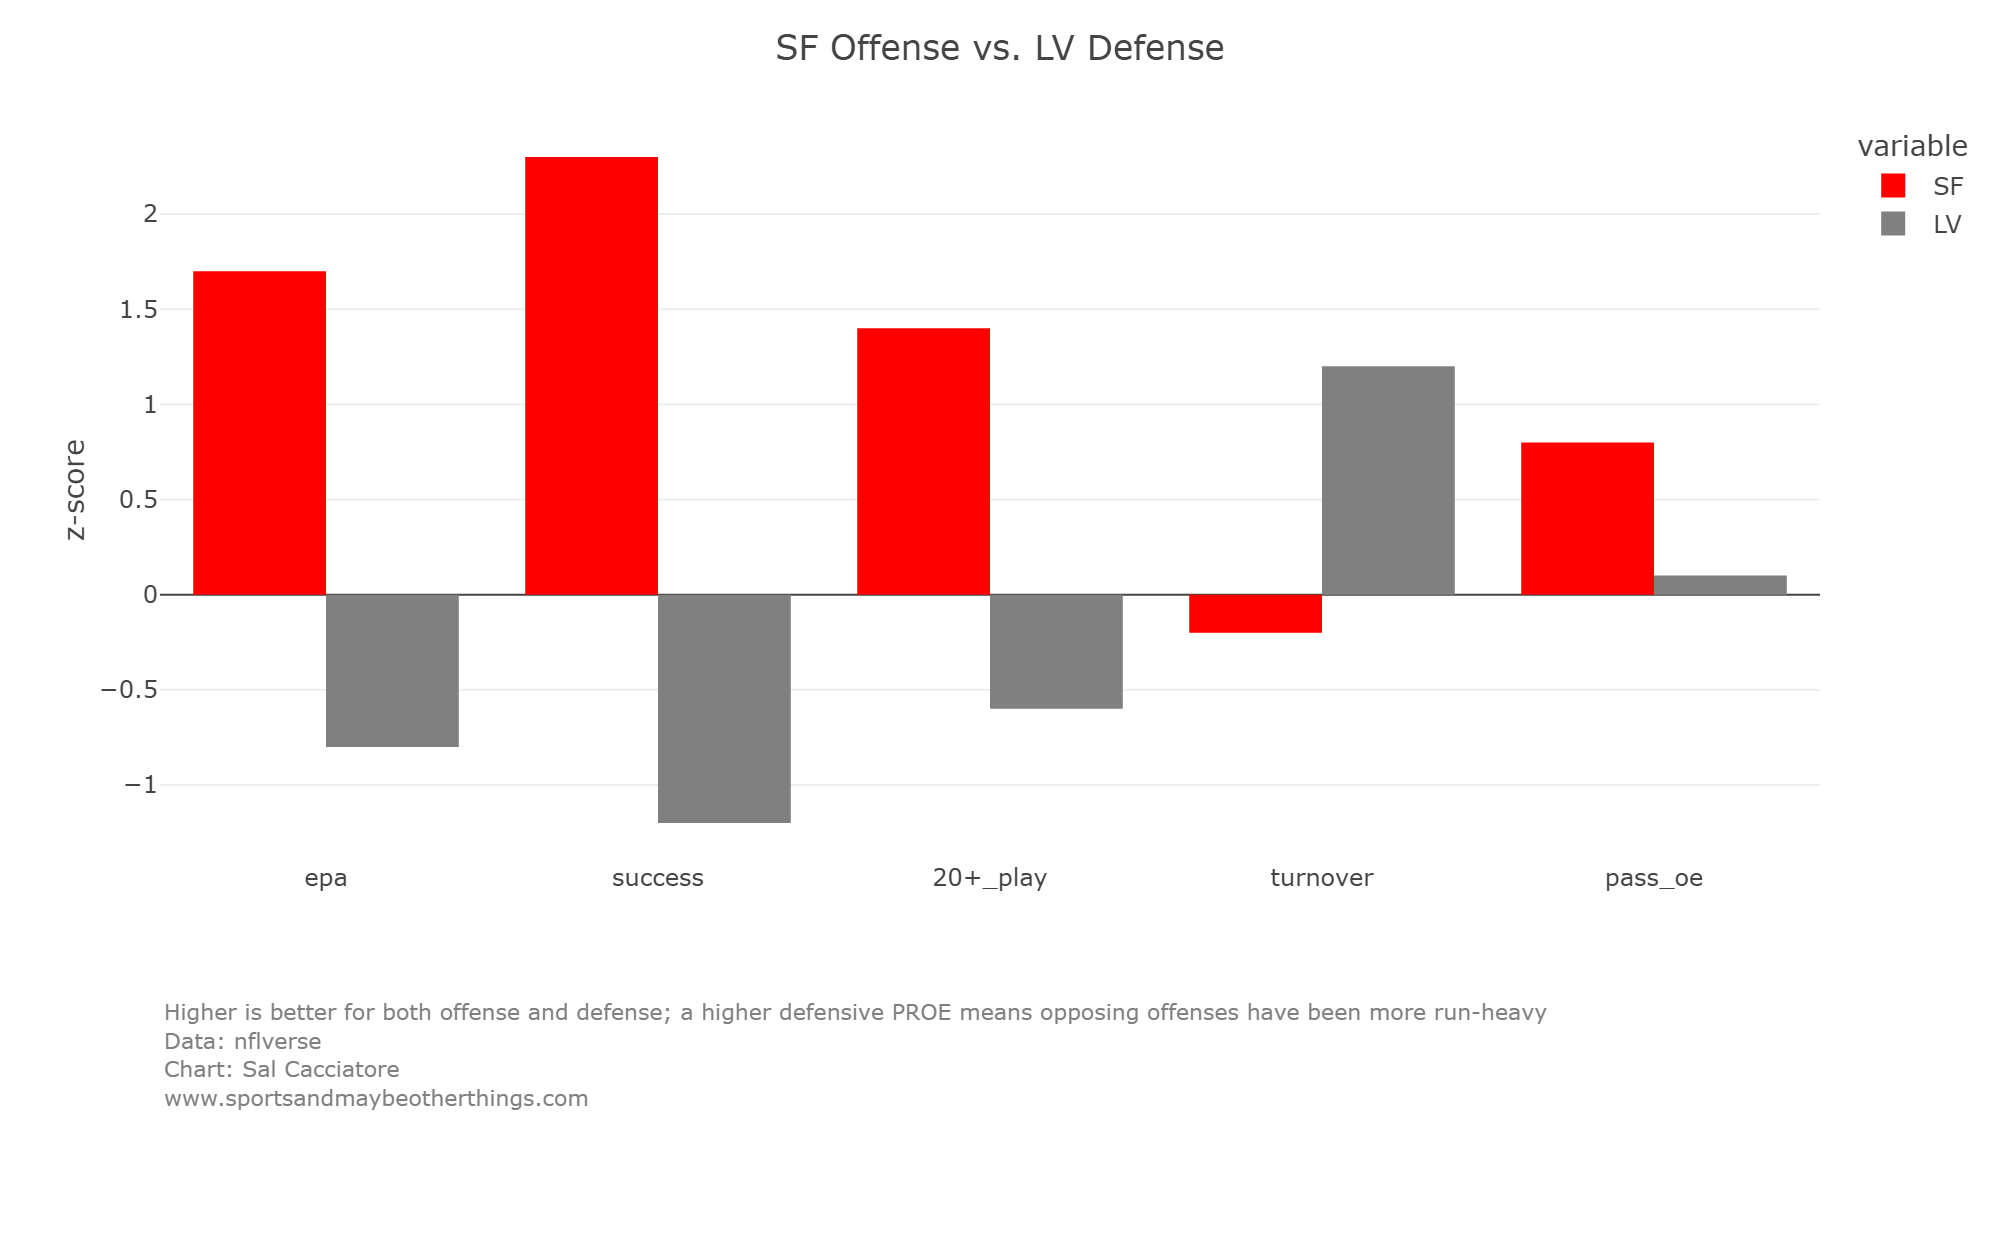 SF Offense vs. LV Defense
variable
SF
LV
z-score
2
1.5
1
0.5
0
−0.5
−1
epa
success
20+_play
turnover
pass_oe
Higher is better for both offense and defense; a higher defensive PROE means opposing offenses have been more run-heavy
Data: nflverse
Chart: Sal Cacciatore
www.sportsandmaybeotherthings.com